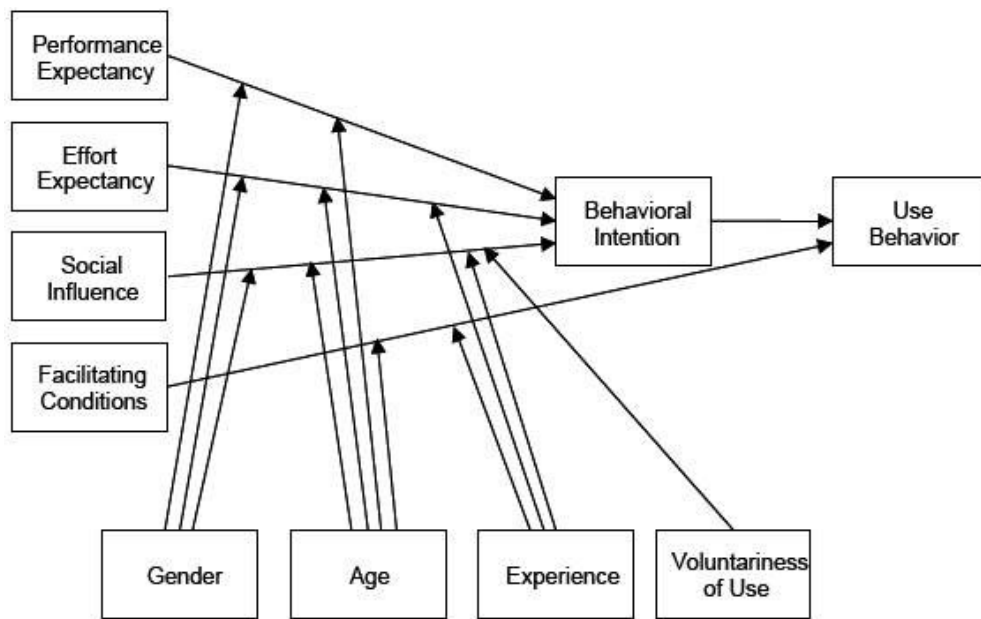 Performance
Expectancy
Effort
Expectancy
Social
Influence
Facilitating
Conditions
Behavioral
Intention
Use
Behavior
Gender
Age
Experience
Voluntariness
of Use